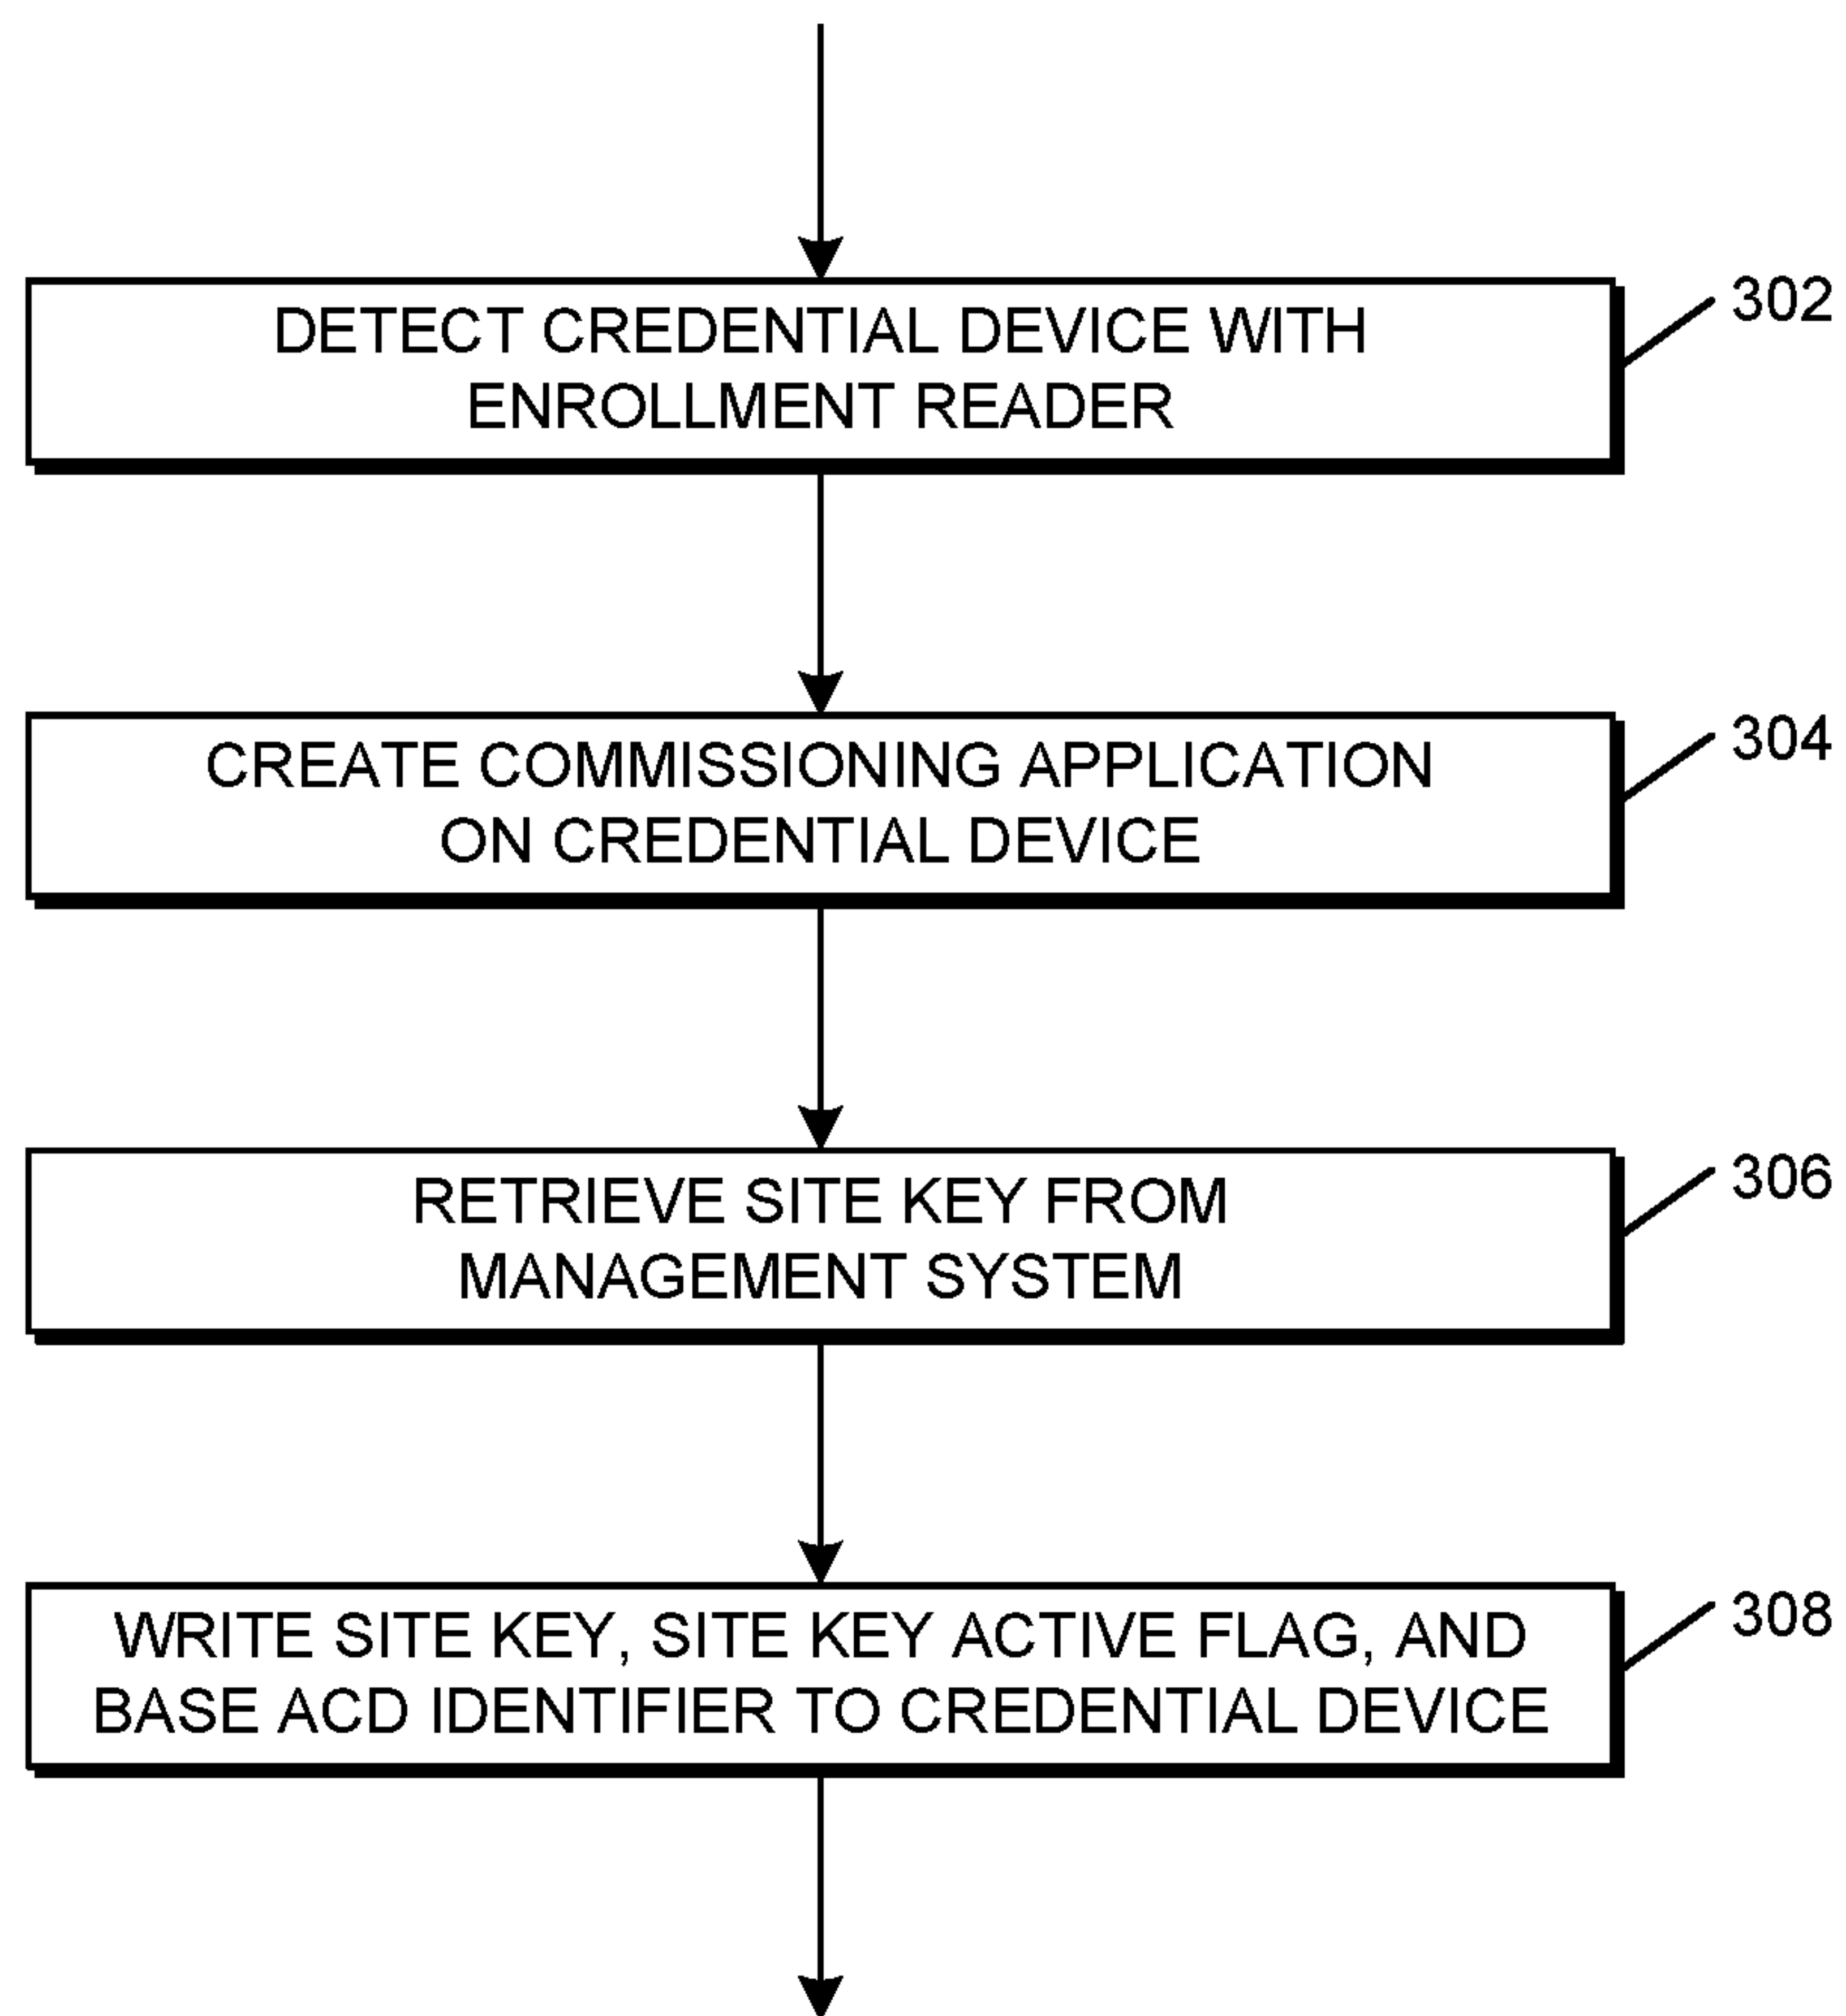 DETECT CREDENTIAL DEVICE WITH
ENROLLMENT READER
302
CREATE COMMISSIONING APPLICATION
ON CREDENTIAL DEVICE
304
RETRIEVE SITE KEY FROM
MANAGEMENT SYSTEM
306
WRITE SITE KEY, SITE KEY ACTIVE FLAG, AND
BASE ACD IDENTIFIER TO CREDENTIAL DEVICE
308